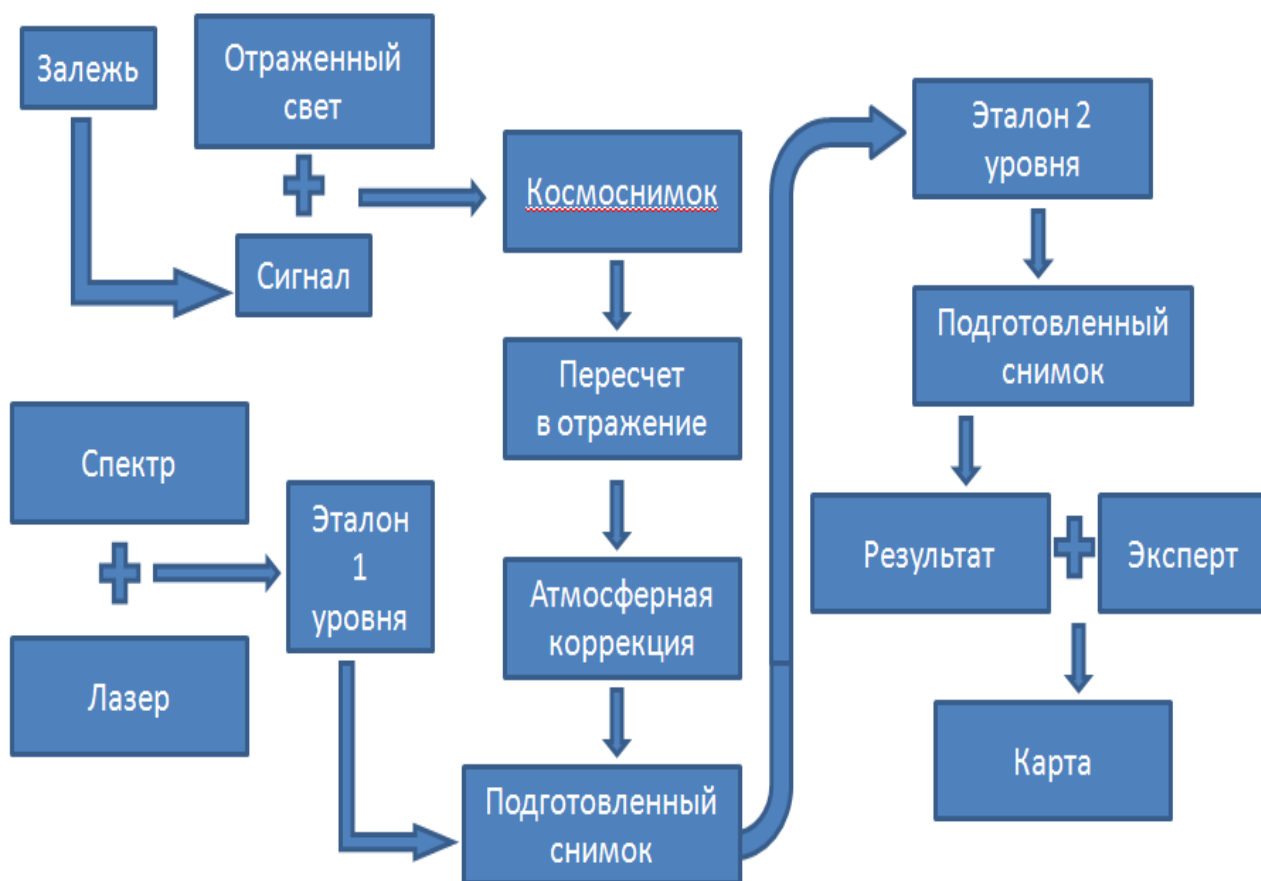 Залежь
Отраженный
свет
Сигнал
Космоснимок
Пересчет
в отражение
Атмосферная
коррекция
Спектр
Лазер
Эталон
1
уровня
Подготовленный
снимок
Эталон 2
уровня
Подготовленный
снимок
Результат
Эксперт
Карта